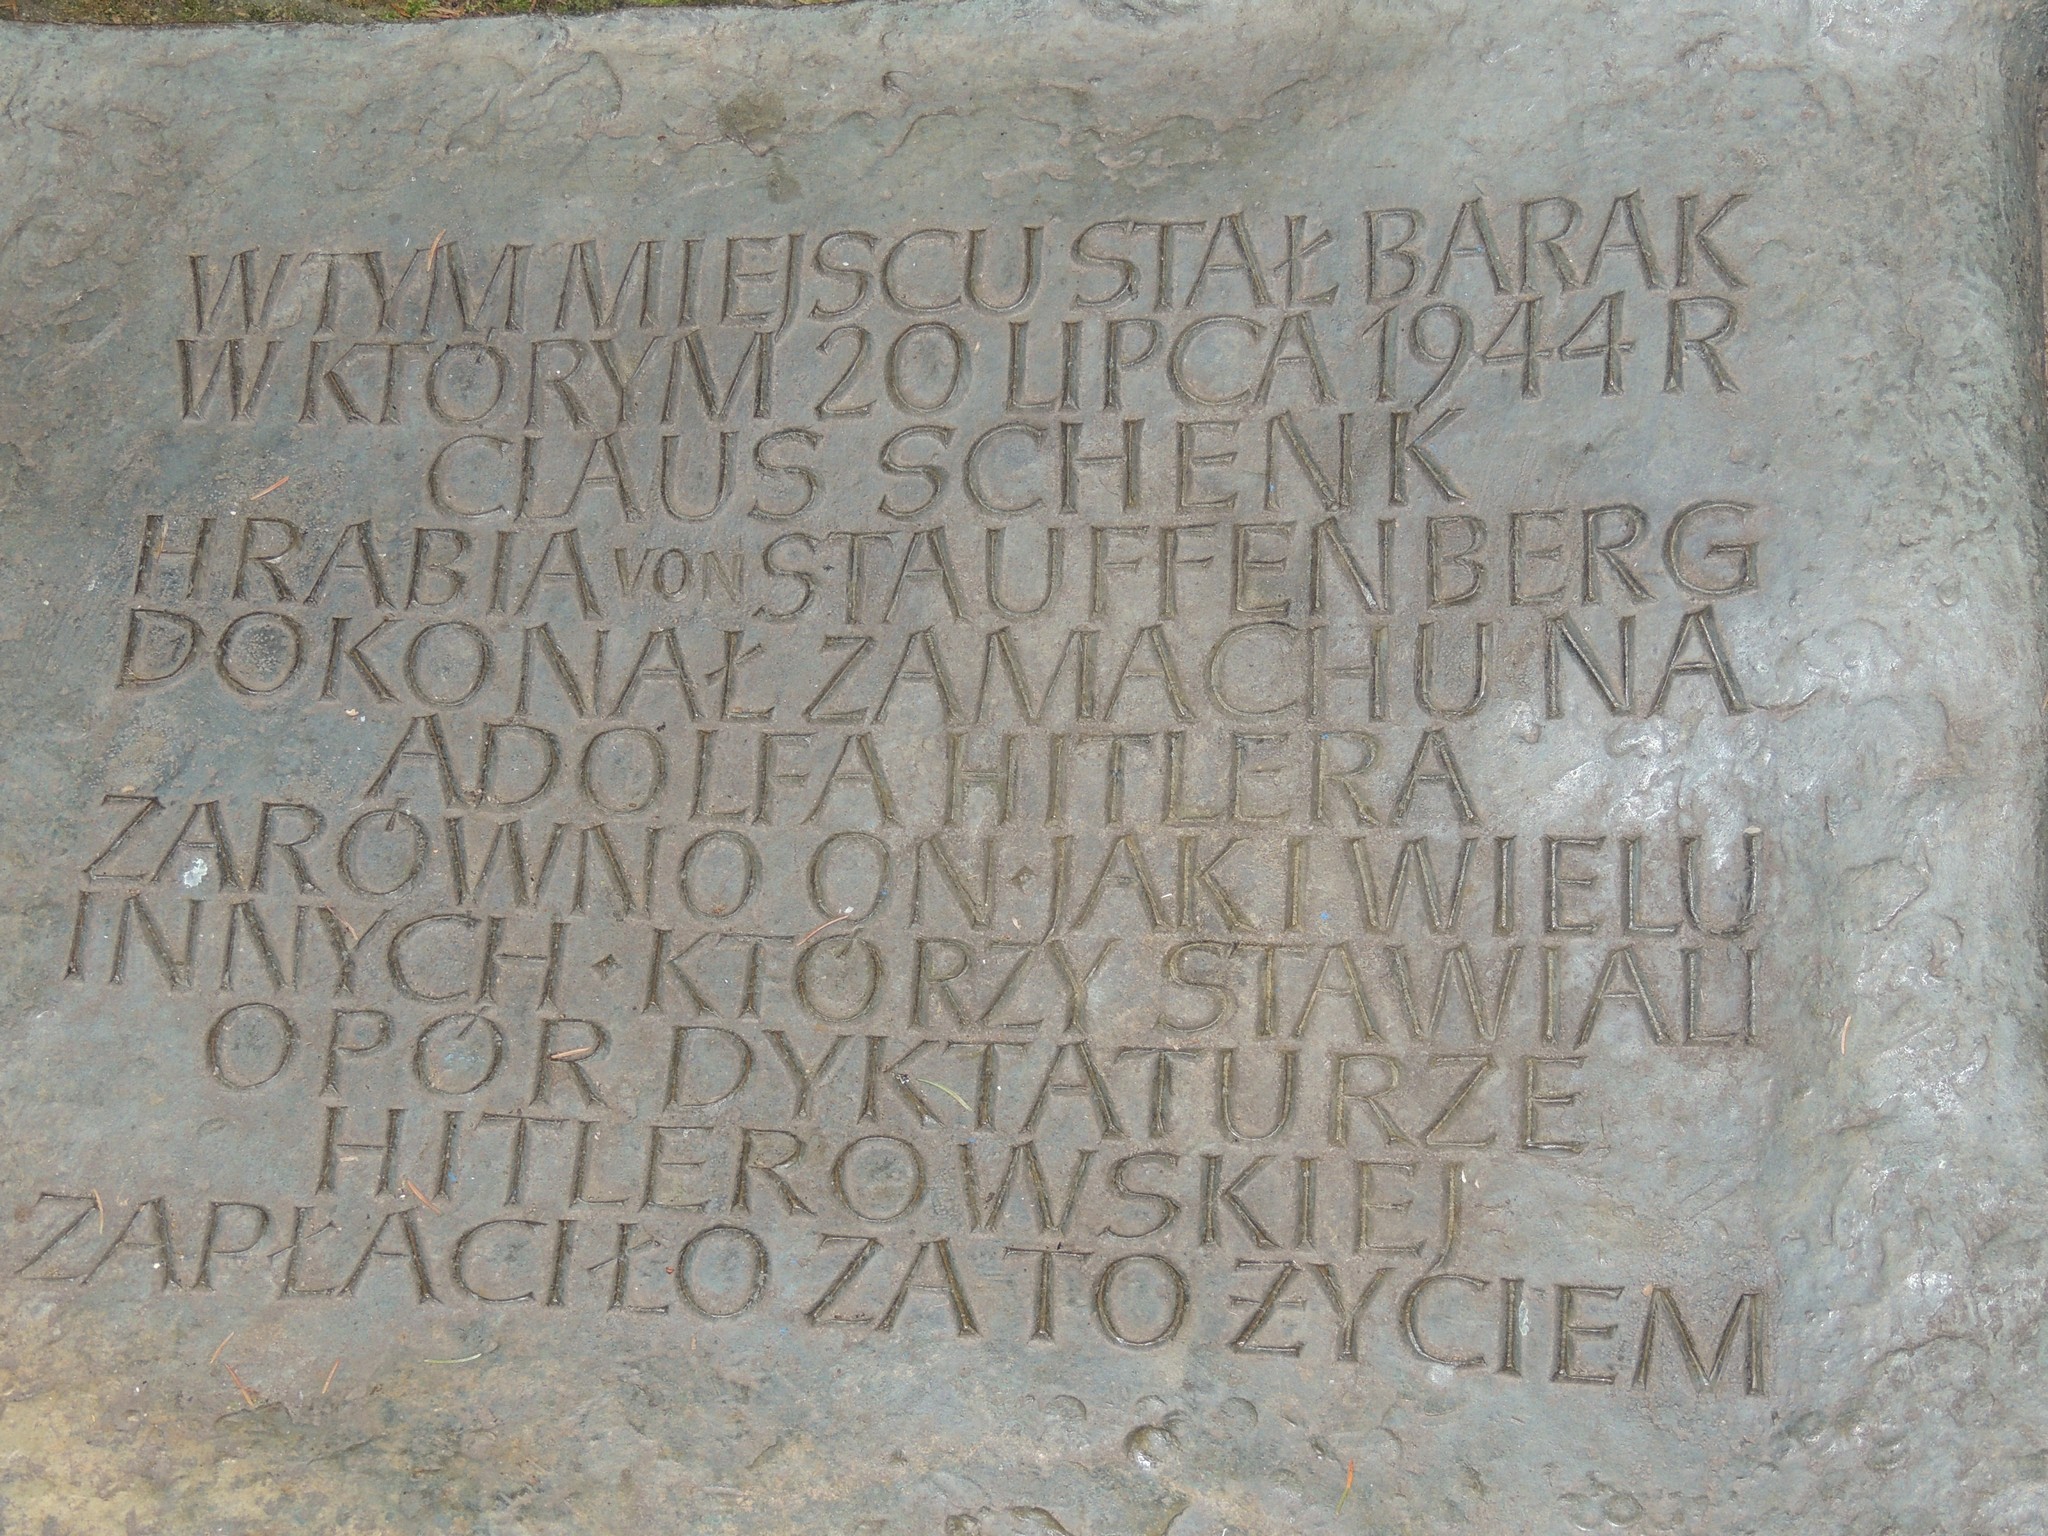 W TYM MIEJSCU STAŁ BARAK
W KTÓRYM 20 LIPCA 1944 R
CLAUS SCHENK
HRABIA VON STAUFFENBERG
DOKONAŁ ZAMACHU NA
ADOLFA HITLERA
ZARÓWNO ON·JAK I WIELU
INNYCH·KTÓRZY STAWIALI
OPÓR DYKTATURZE
HITLEROWSKIEJ
ZAPŁACIŁO ZA TO ŻYCIEM